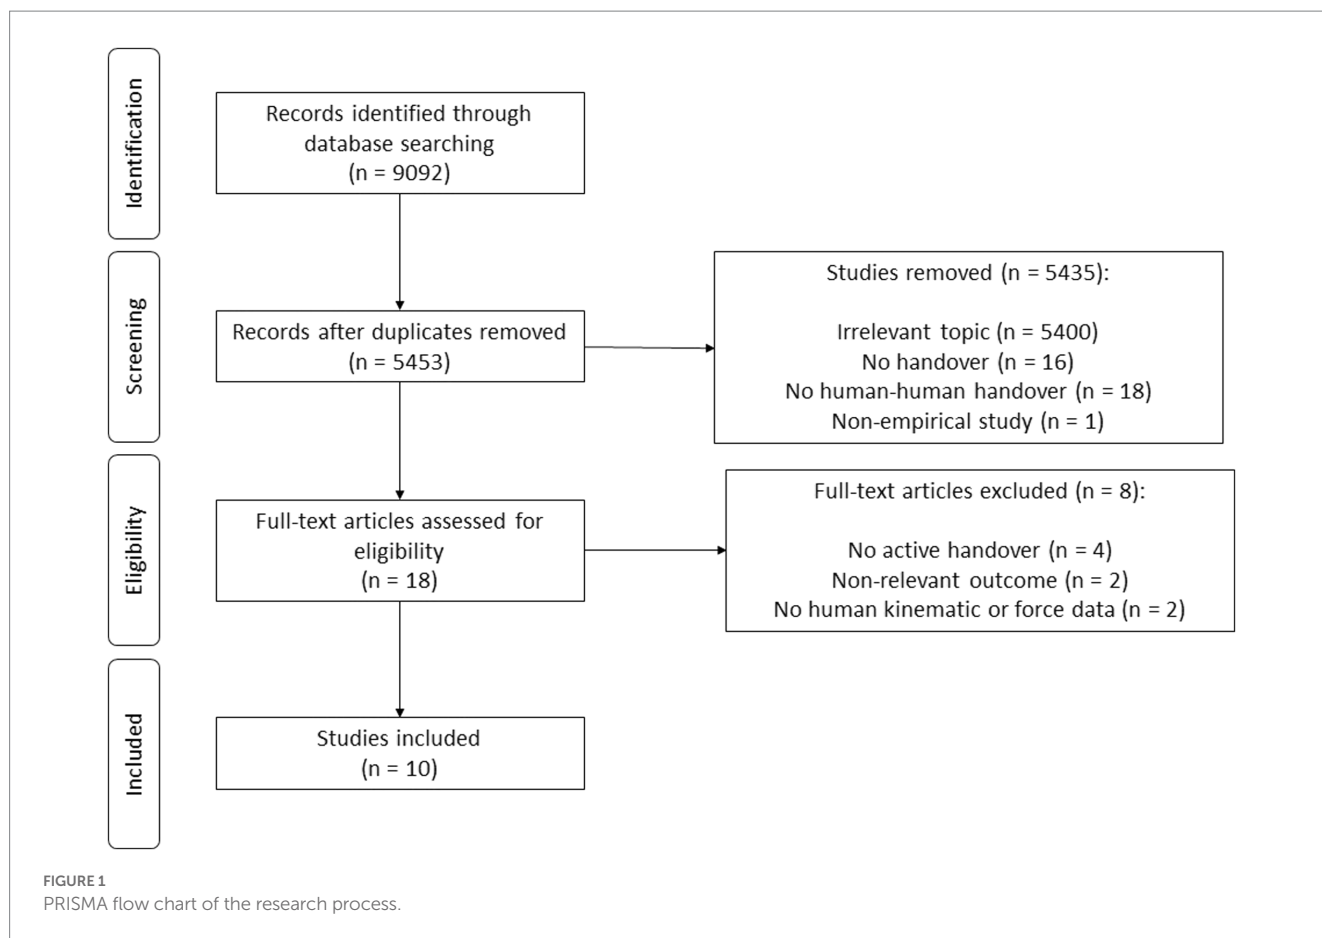 Identification
Records identified through
database searching
(n = 9092)
Screening
Records after duplicates removed
(n = 5453)
Studies removed (n = 5435):
Irrelevant topic (n = 5400)
No handover (n = 16)
No human-human handover (n = 18)
Non-empirical study (n = 1)
Eligibility
Full-text articles assessed for
eligibility
(n = 18)
Full-text articles excluded (n = 8):
No active handover (n = 4)
Non-relevant outcome (n = 2)
No human kinematic or force data (n = 2)
Included
Studies included
(n = 10)
FIGURE 1
PRISMA flow chart of the research process.